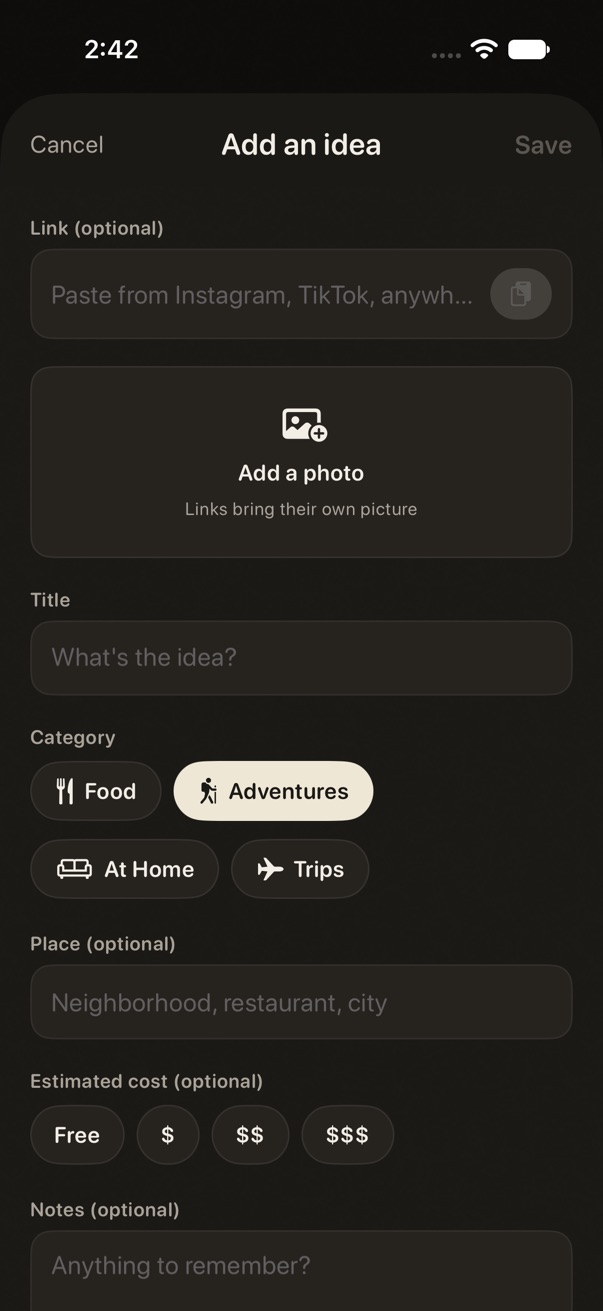 2:42
Cancel
Add an idea
Save
Link (optional)
Paste from Instagram, TikTok, anywh...
Add a photo
Links bring their own picture
Title
What's the idea?
Category
Food
Adventures
At Home
Trips
Place (optional)
Neighborhood, restaurant, city
Estimated cost (optional)
Free
$
$$
$$$
Notes (optional)
Anything to remember?